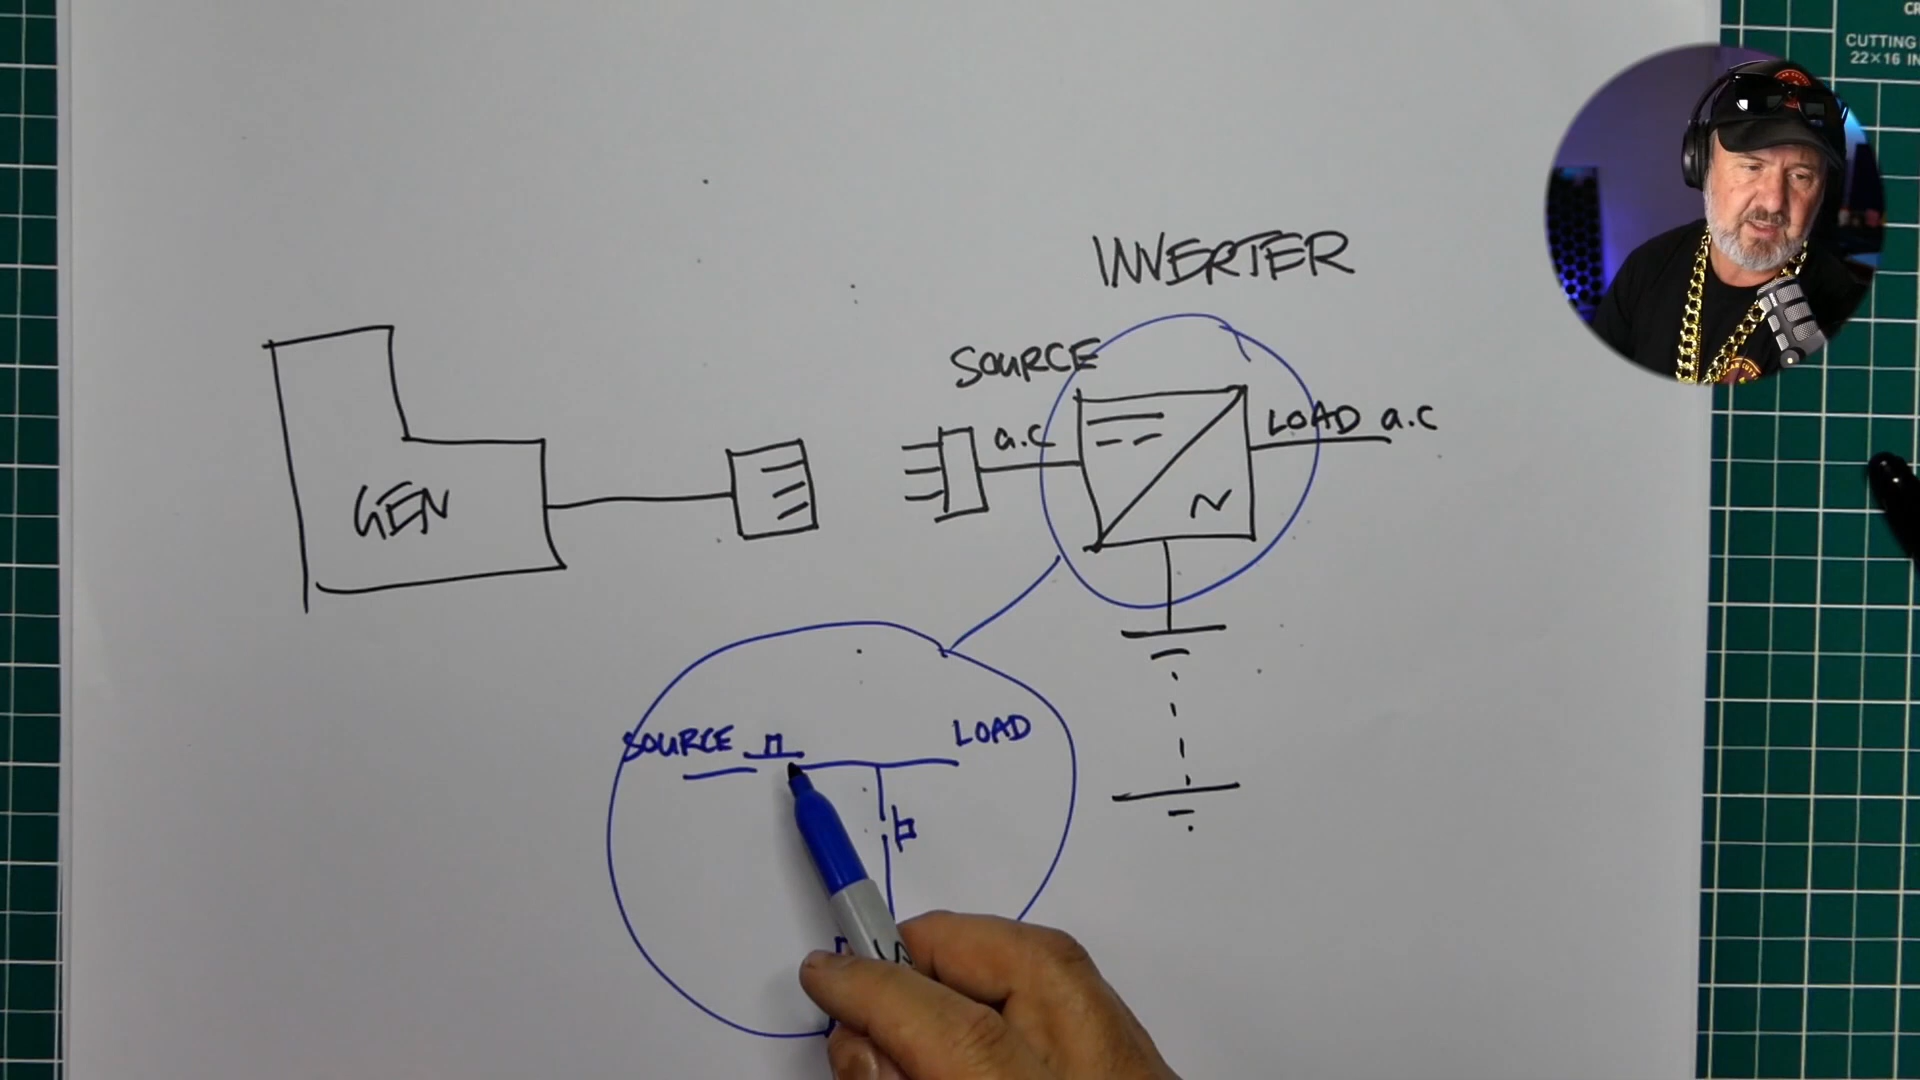 CUTTING
22×16 IN
INVERTER
SOURCE
a.c
LOAD a.c
GEN
N
SOURCE
LOAD